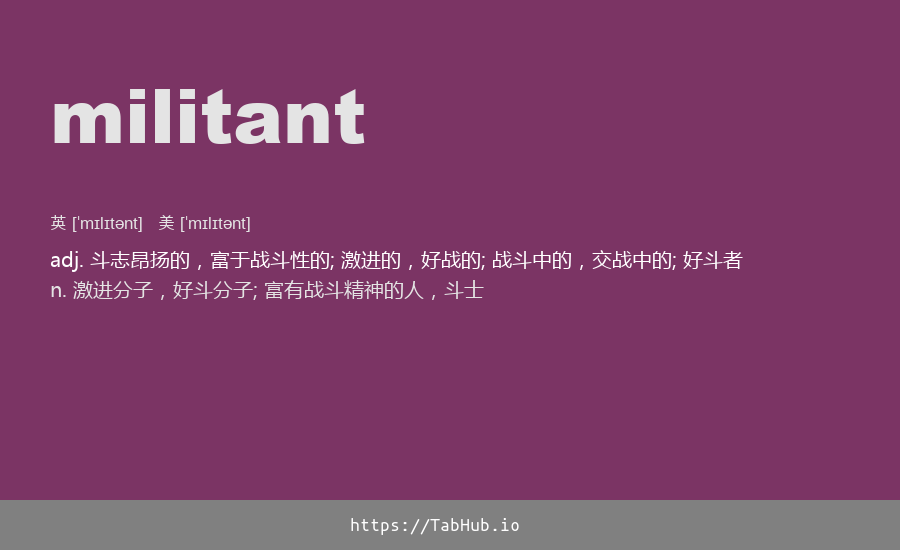 militant
英 [ˈmɪlɪtənt] 美 [ˈmɪlɪtənt]
adj. 斗志昂扬的，富于战斗性的; 激进的，好战的; 战斗中的，交战中的; 好斗者
n. 激进分子，好斗分子; 富有战斗精神的人，斗士
https://TabHub.io